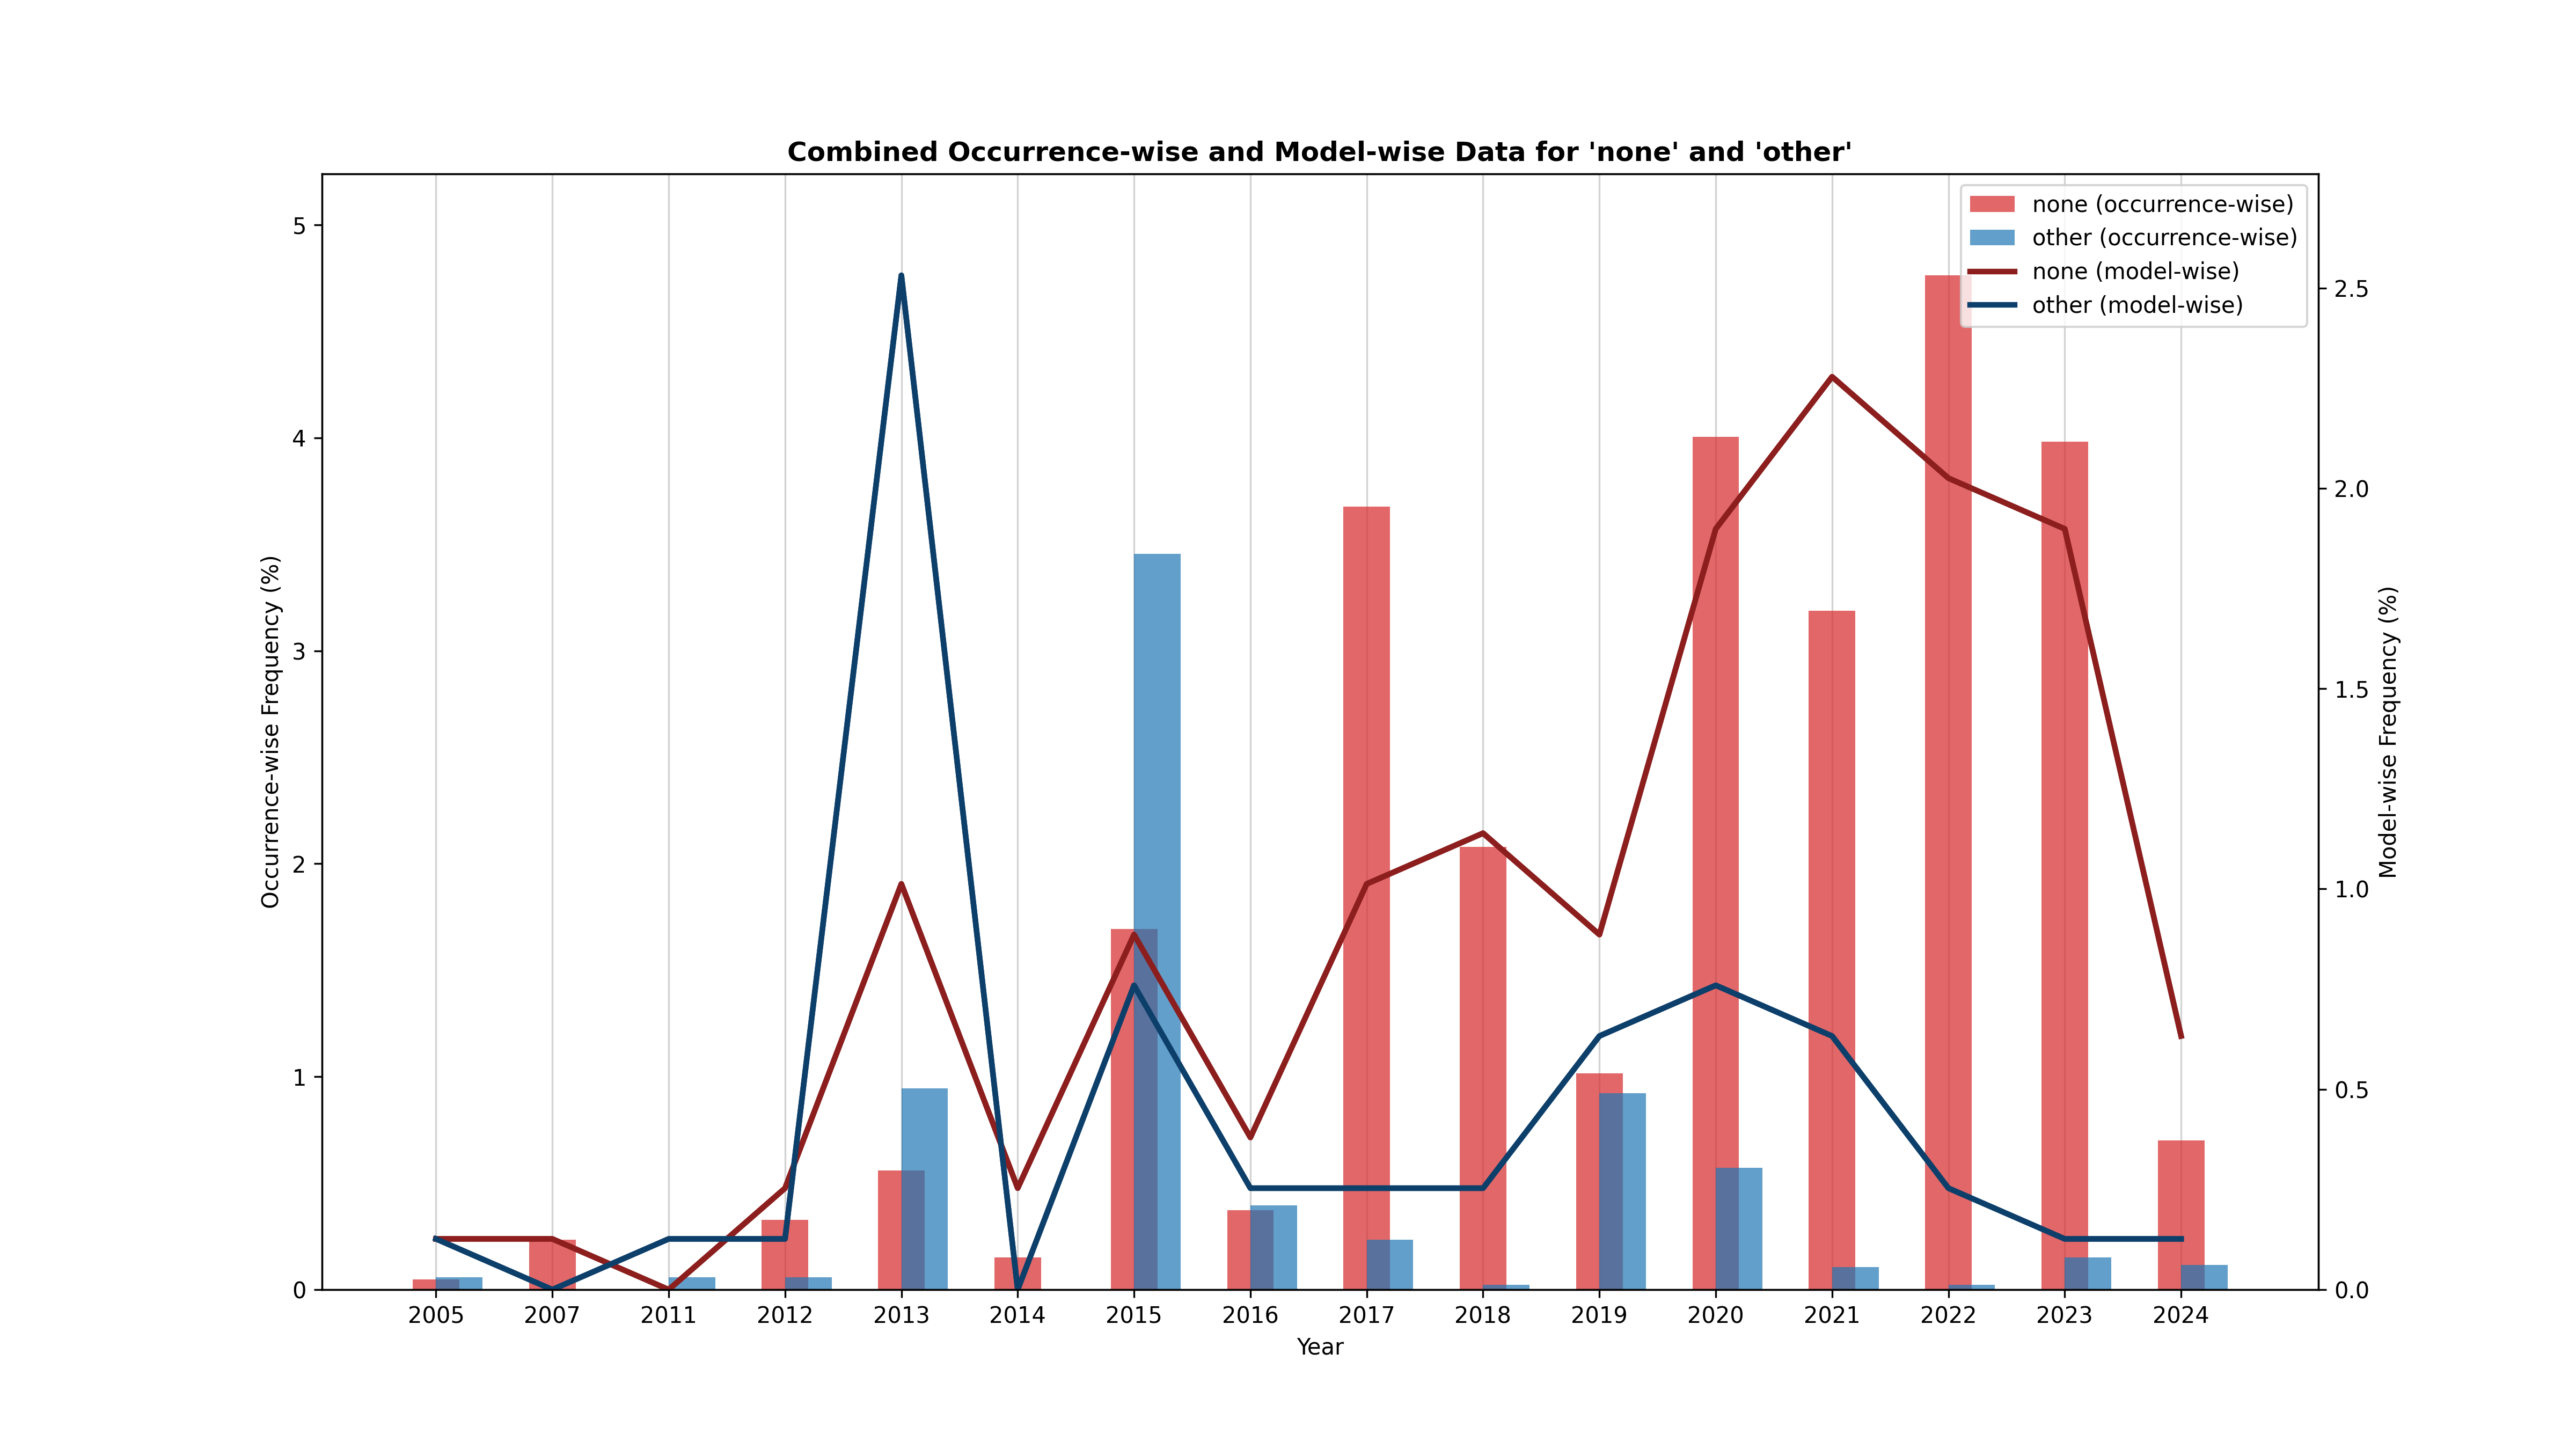 Combined Occurrence-wise and Model-wise Data for 'none' and 'other'
none (occurrence-wise)
other (occurrence-wise)
none (model-wise)
other (model-wise)
Occurrence-wise Frequency (%)
5
4
3
2
1
0
Model-wise Frequency (%)
2.5
2.0
1.5
1.0
0.5
0.0
2005 2007 2011 2012 2013 2014 2015 2016 2017 2018 2019 2020 2021 2022 2023 2024
Year